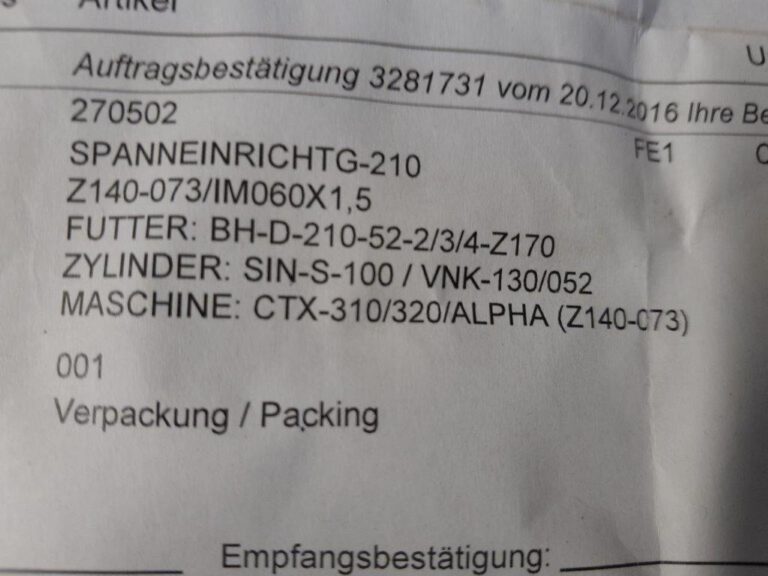 Artikel
Auftragsbestätigung 3281731 vom 20.12.2016 Ihre
270502
SPANNEINRICHTG-210 FE1
Z140-073/IM060X1,5
FUTTER: BH-D-210-52-2/3/4-Z170
ZYLINDER: SIN-S-100 / VNK-130/052
MASCHINE: CTX-310/320/ALPHA (Z140-073)
001
Verpackung / Packing
Empfangsbestätigung: